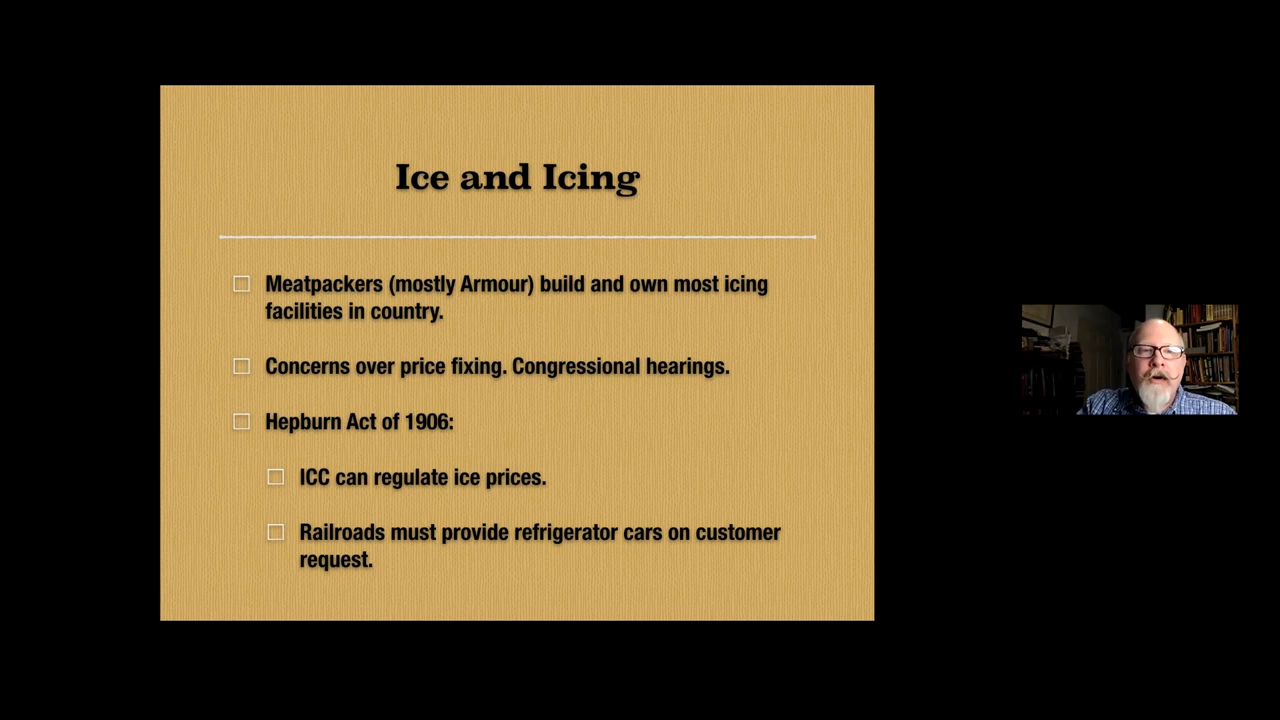 Ice and Icing
Meatpackers (mostly Armour) build and own most icing
facilities in country.
Concerns over price fixing. Congressional hearings.
Hepburn Act of 1906:
ICC can regulate ice prices.
Railroads must provide refrigerator cars on customer
request.